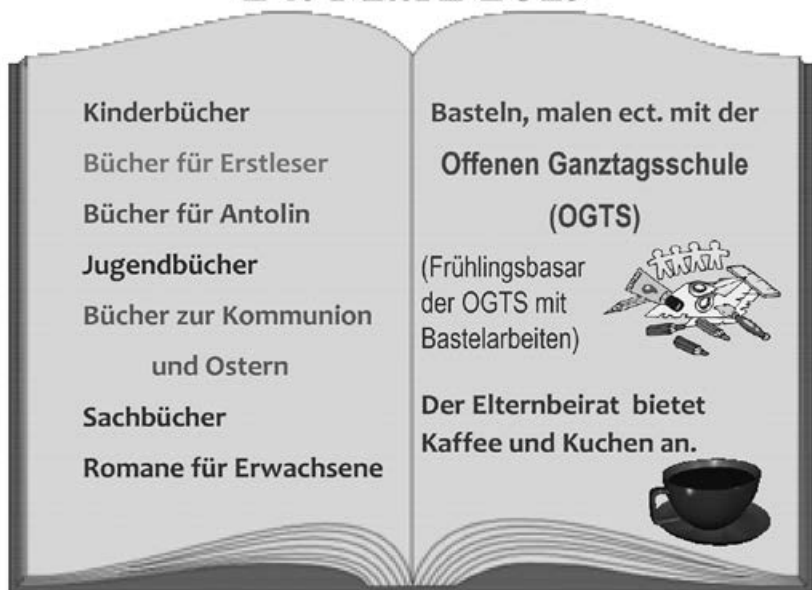 Kinderbücher
Bücher für Erstleser
Bücher für Antolin
Jugendbücher
Bücher zur Kommunion
und Ostern
Sachbücher
Romane für Erwachsene
Basteln, malen ect. mit der
Offenen Ganztagsschule
(OGTS)
(Frühlingsbasar
der OGTS mit
Bastelarbeiten)
Der Elternbeirat bietet
Kaffee und Kuchen an.